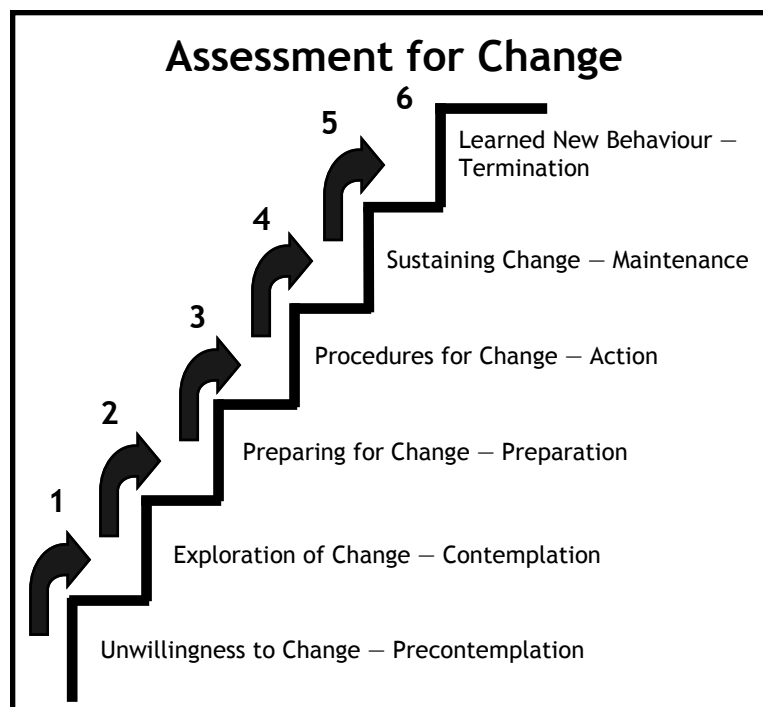 Assessment for Change
6
5
Learned New Behaviour —
Termination
4
Sustaining Change — Maintenance
3
Procedures for Change — Action
2
Preparing for Change — Preparation
1
Exploration of Change — Contemplation
Unwillingness to Change — Precontemplation